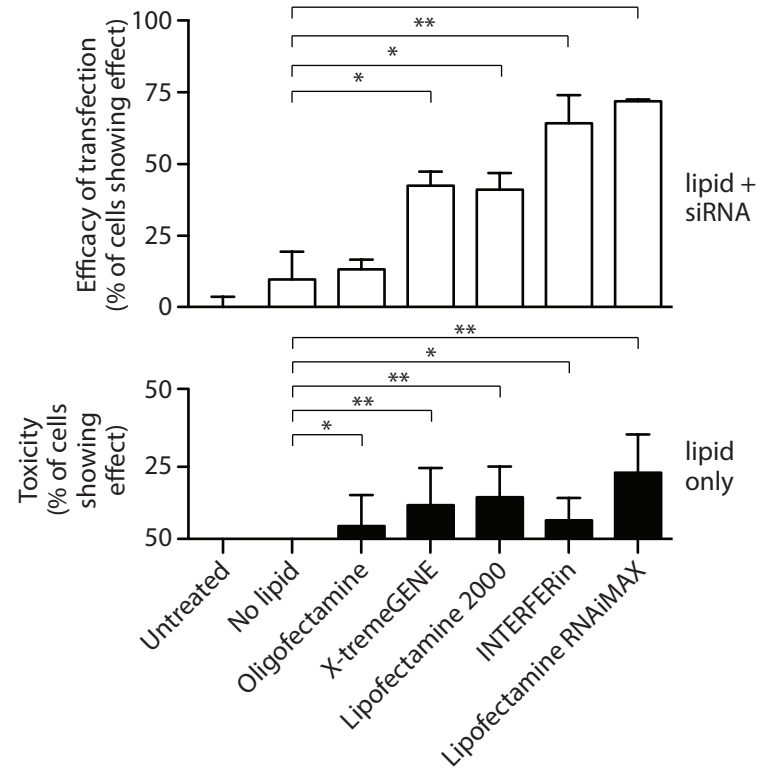 Efficacy of transfection
(% of cells showing effect)
100
75
50
25
0
**
*
*
lipid +
siRNA
Toxicity
(% of cells
showing
effect)
50
25
50
**
*
**
**
*
lipid
only
Untreated
No lipid
Oligofectamine
X-tremeGENE
Lipofectamine 2000
INTERFERin
Lipofectamine RNAiMAX